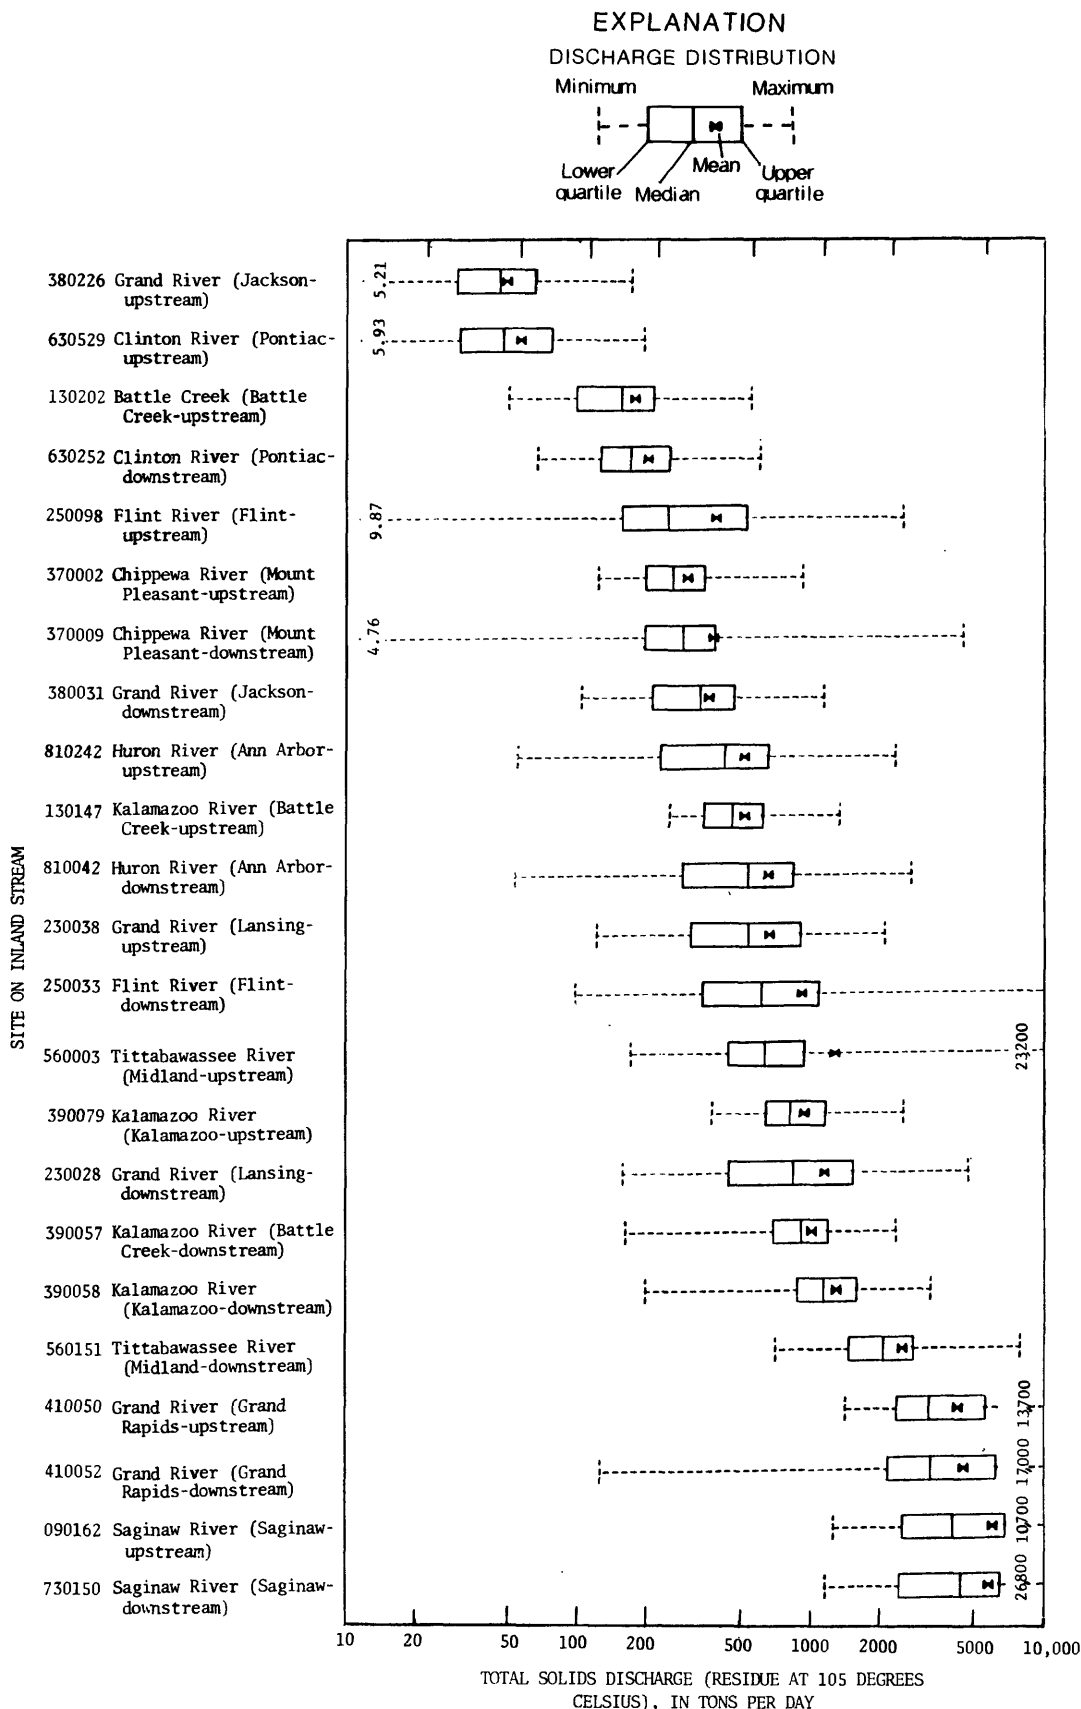 EXPLANATION
DISCHARGE DISTRIBUTION
Minimum Maximum
Lower quartile Median Mean Upper quartile
SITE ON INLAND STREAM
380226 Grand River (Jackson-
upstream)
5.21
630529 Clinton River (Pontiac-
upstream)
5.93
130202 Battle Creek (Battle
Creek-upstream)
630252 Clinton River (Pontiac-
downstream)
250098 Flint River (Flint-
upstream)
9.87
370002 Chippewa River (Mount
Pleasant-upstream)
370009 Chippewa River (Mount
Pleasant-downstream)
4.76
380031 Grand River (Jackson-
downstream)
810242 Huron River (Ann Arbor-
upstream)
130147 Kalamazoo River (Battle
Creek-upstream)
810042 Huron River (Ann Arbor-
downstream)
230038 Grand River (Lansing-
upstream)
250033 Flint River (Flint-
downstream)
560003 Tittabawassee River
(Midland-upstream)
23200
390079 Kalamazoo River
(Kalamazoo-upstream)
230028 Grand River (Lansing-
downstream)
390057 Kalamazoo River (Battle
Creek-downstream)
390058 Kalamazoo River
(Kalamazoo-downstream)
560151 Tittabawassee River
(Midland-downstream)
410050 Grand River (Grand
Rapids-upstream)
13700
410052 Grand River (Grand
Rapids-downstream)
17000
090162 Saginaw River (Saginaw-
upstream)
10700
730150 Saginaw River (Saginaw-
downstream)
26800
10 20 50 100 200 500 1000 2000 5000 10,000
TOTAL SOLIDS DISCHARGE (RESIDUE AT 105 DEGREES
CELSIUS), IN TONS PER DAY